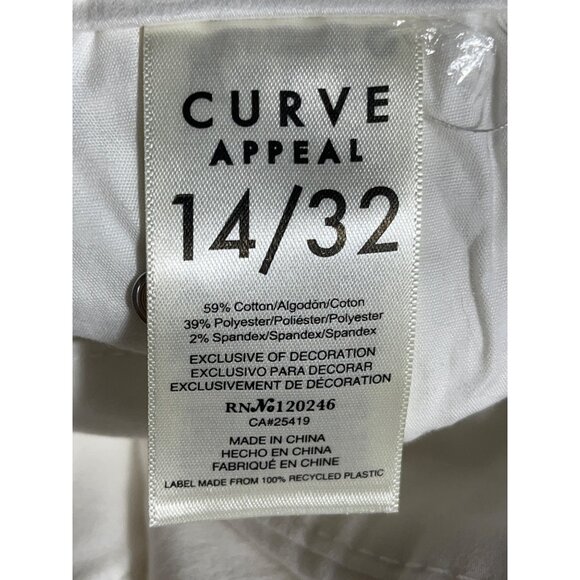 CURVE
APPEAL
14/32
59% Cotton/Algodón/Coton
39% Polyester/Poliéster/Polyester
2% Spandex/Spandex/Spandex
EXCLUSIVE OF DECORATION
EXCLUSIVO PARA DECORAR
EXCLUSIVEMENT DE DÉCORATION
RN№120246
CA#25419
MADE IN CHINA
HECHO EN CHINA
FABRIQUÉ EN CHINE
LABEL MADE FROM 100% RECYCLED PLASTIC